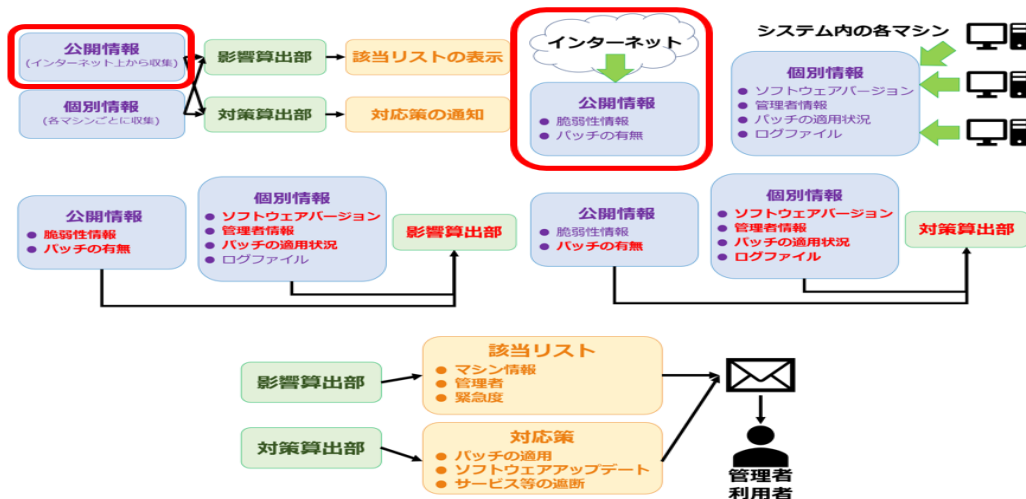 公開情報
(インターネット上から収集)
影響算出部
該当リストの表示
個別情報
(各マシンごとに収集)
対策算出部
対応策の通知
インターネット
公開情報
● 脆弱性情報
● パッチの有無
システム内の各マシン
個別情報
● ソフトウェアバージョン
● 管理者情報
● パッチの適用状況
● ログファイル
公開情報
● 脆弱性情報
● パッチの有無
個別情報
● ソフトウェアバージョン
● 管理者情報
● パッチの適用状況
● ログファイル
影響算出部
公開情報
● 脆弱性情報
● パッチの有無
個別情報
● ソフトウェアバージョン
● 管理者情報
● パッチの適用状況
● ログファイル
対策算出部
影響算出部
該当リスト
● マシン情報
● 管理者
● 緊急度
対策算出部
対応策
● パッチの適用
● ソフトウェアアップデート
● サービス等の遮断
管理者
利用者